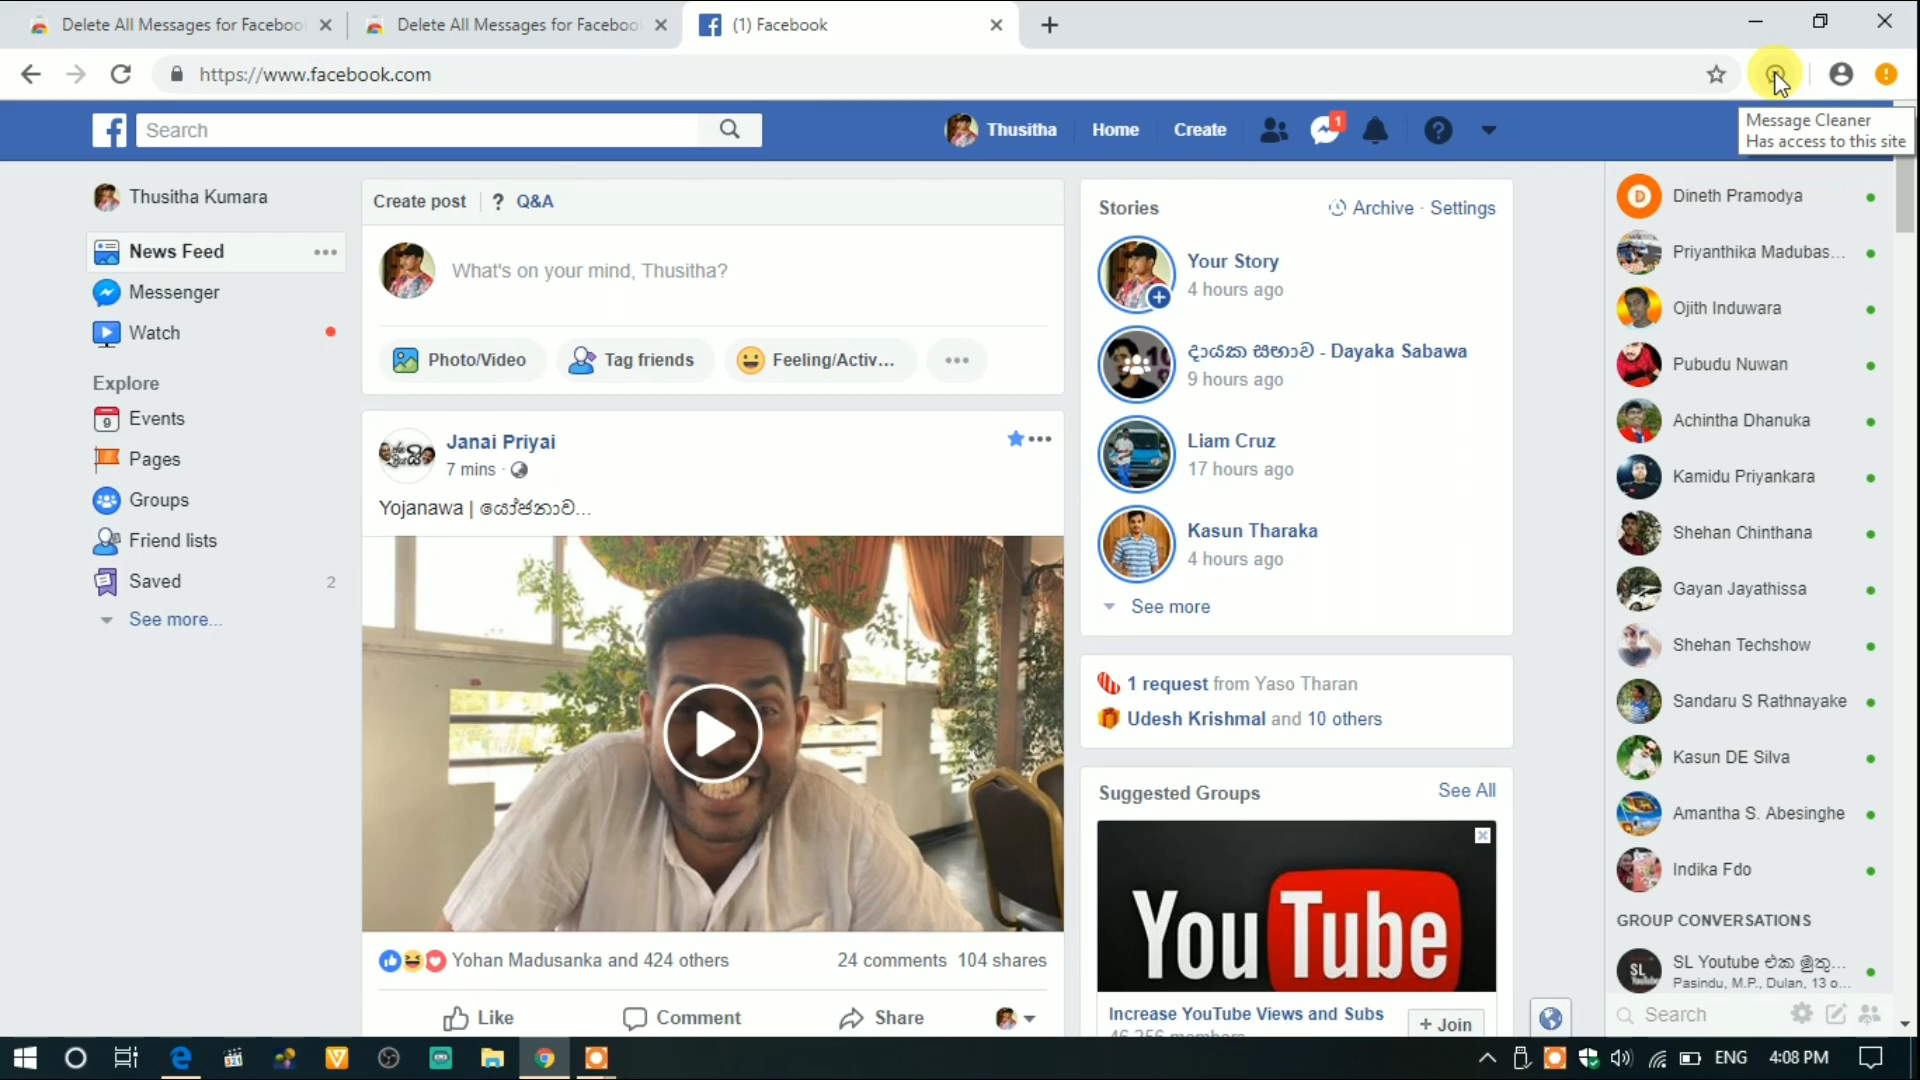 Delete All Messages for Faceboo
Delete All Messages for Faceboo
(1) Facebook
https://www.facebook.com
Message Cleaner
Has access to this site
Search
Thusitha
Home
Create
1
Thusitha Kumara
News Feed
Messenger
Watch
Explore
9
Events
Pages
Groups
Friend lists
Saved
2
See more...
Create post
? Q&A
What's on your mind, Thusitha?
Photo/Video
Tag friends
Feeling/Activ...
Janai Priyai
7 mins ·
Yojanawa | යෝජනාව...
Yohan Madusanka and 424 others
24 comments 104 shares
Like
Comment
Share
Stories
Archive · Settings
Your Story
4 hours ago
දායක සභාව - Dayaka Sabawa
9 hours ago
Liam Cruz
17 hours ago
Kasun Tharaka
4 hours ago
See more
1 request from Yaso Tharan
Udesh Krishmal and 10 others
Suggested Groups
See All
YouTube
Increase YouTube Views and Subs
46,256 members
+ Join
Dineth Pramodya
Priyanthika Madubas...
Ojith Induwara
Pubudu Nuwan
Achintha Dhanuka
Kamidu Priyankara
Shehan Chinthana
Gayan Jayathissa
Shehan Techshow
Sandaru S Rathnayake
Kasun DE Silva
Amantha S. Abesinghe
Indika Fdo
GROUP CONVERSATIONS
SL Youtube එක මුතු...
Pasindu, M.P., Dulan, 13 o...
Search
ENG
4:08 PM